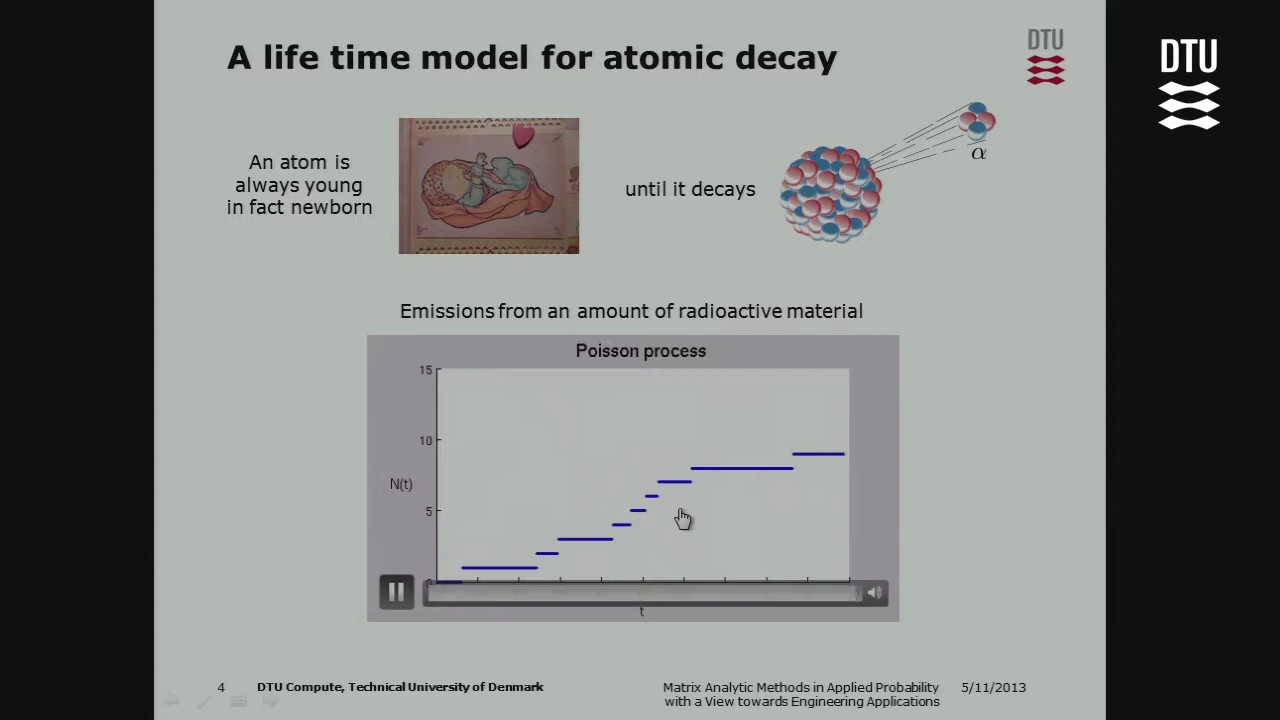 A life time model for atomic decay
DTU
DTU
An atom is
always young
in fact newborn
until it decays
α
Emissions from an amount of radioactive material
Poisson process
15
10
N(t)
5
0
t
4
DTU Compute, Technical University of Denmark
Matrix Analytic Methods in Applied Probability
with a View towards Engineering Applications
5/11/2013